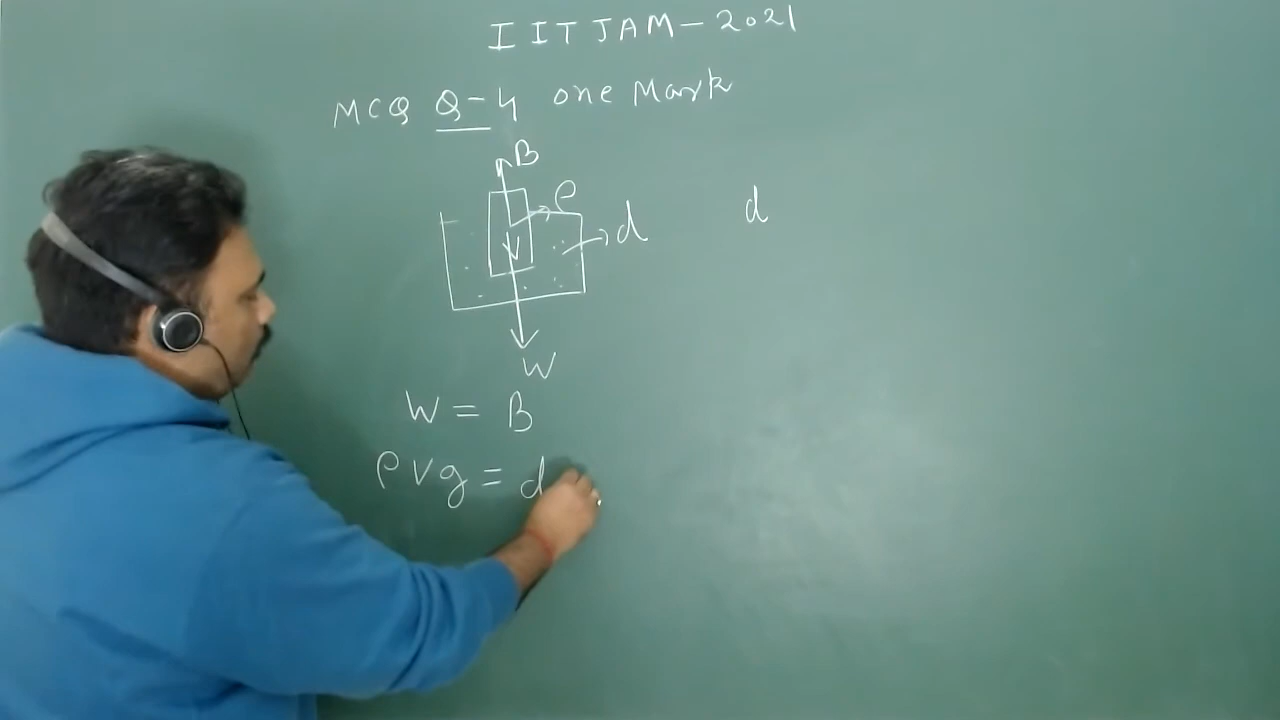 IIT JAM - 2021
MCQ Q-4 one Mark
B
ρ
d
d
W
W = B
ρVg = d